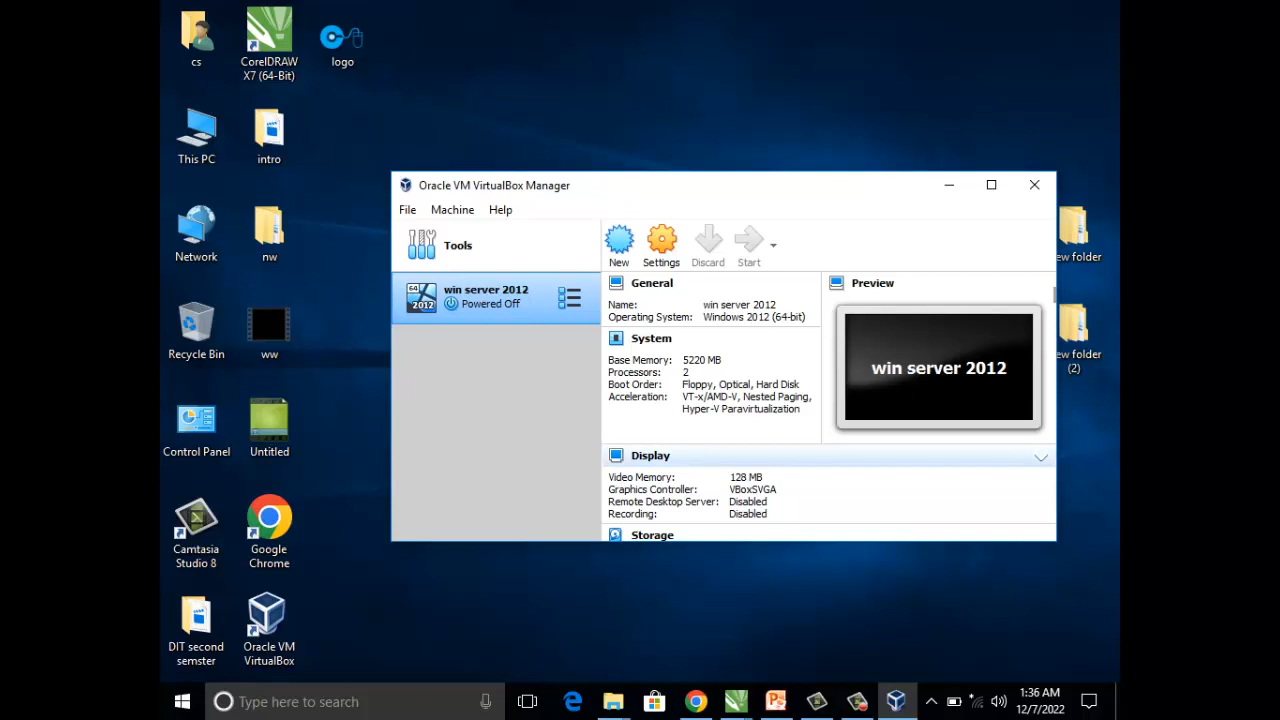 cs
CorelDRAW
X7 (64-Bit)
logo
This PC
intro
Network
nw
Recycle Bin
ww
Control Panel
Untitled
Camtasia
Studio 8
Google
Chrome
DIT second
semster
Oracle VM
VirtualBox
ew folder
ew folder
(2)
Oracle VM VirtualBox Manager
File Machine Help
Tools
New Settings Discard Start
64
2012
win server 2012
Powered Off
General
Name: win server 2012
Operating System: Windows 2012 (64-bit)
System
Base Memory: 5220 MB
Processors: 2
Boot Order: Floppy, Optical, Hard Disk
Acceleration: VT-x/AMD-V, Nested Paging,
Hyper-V Paravirtualization
Preview
win server 2012
Display
Video Memory: 128 MB
Graphics Controller: VBoxSVGA
Remote Desktop Server: Disabled
Recording: Disabled
Storage
Type here to search
1:36 AM
12/7/2022